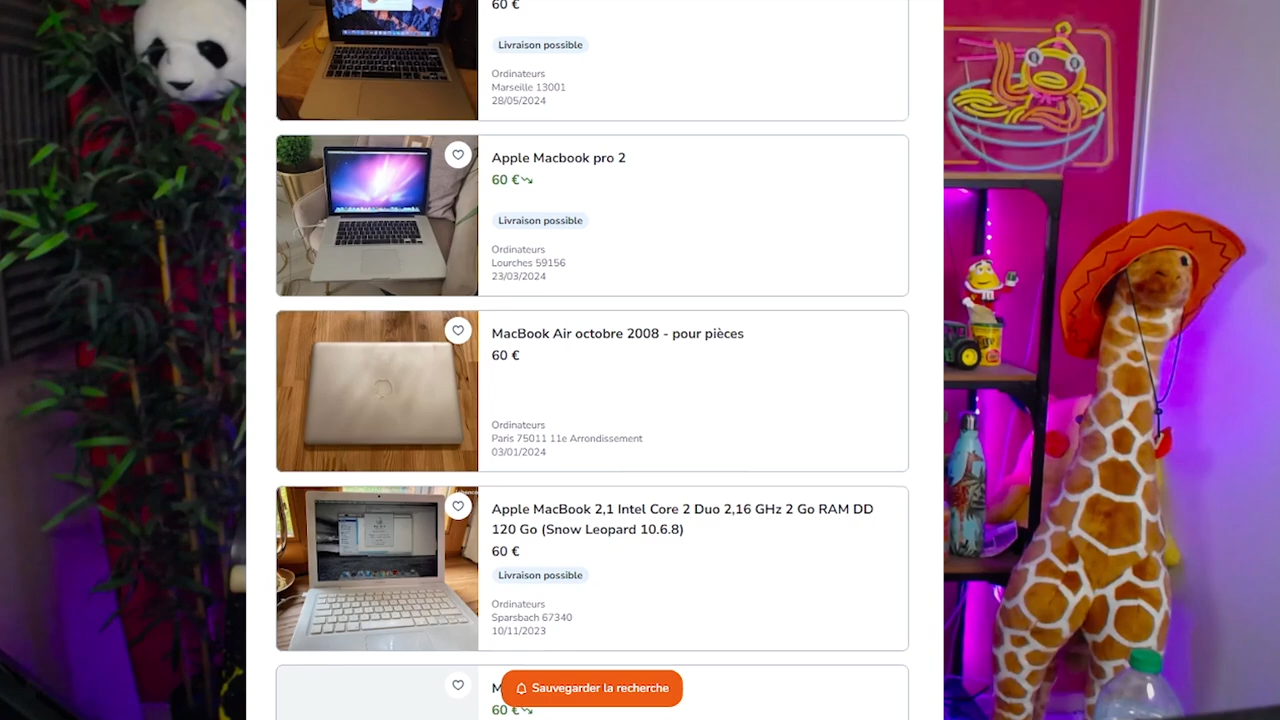 60 €
Livraison possible
Ordinateurs
Marseille 13001
28/05/2024
Apple Macbook pro 2
60 €
Livraison possible
Ordinateurs
Lourches 59156
23/03/2024
MacBook Air octobre 2008 - pour pièces
60 €
Ordinateurs
Paris 75011 11e Arrondissement
03/01/2024
Apple MacBook 2,1 Intel Core 2 Duo 2,16 GHz 2 Go RAM DD
120 Go (Snow Leopard 10.6.8)
60 €
Livraison possible
Ordinateurs
Sparsbach 67340
10/11/2023
Sauvegarder la recherche
60 €